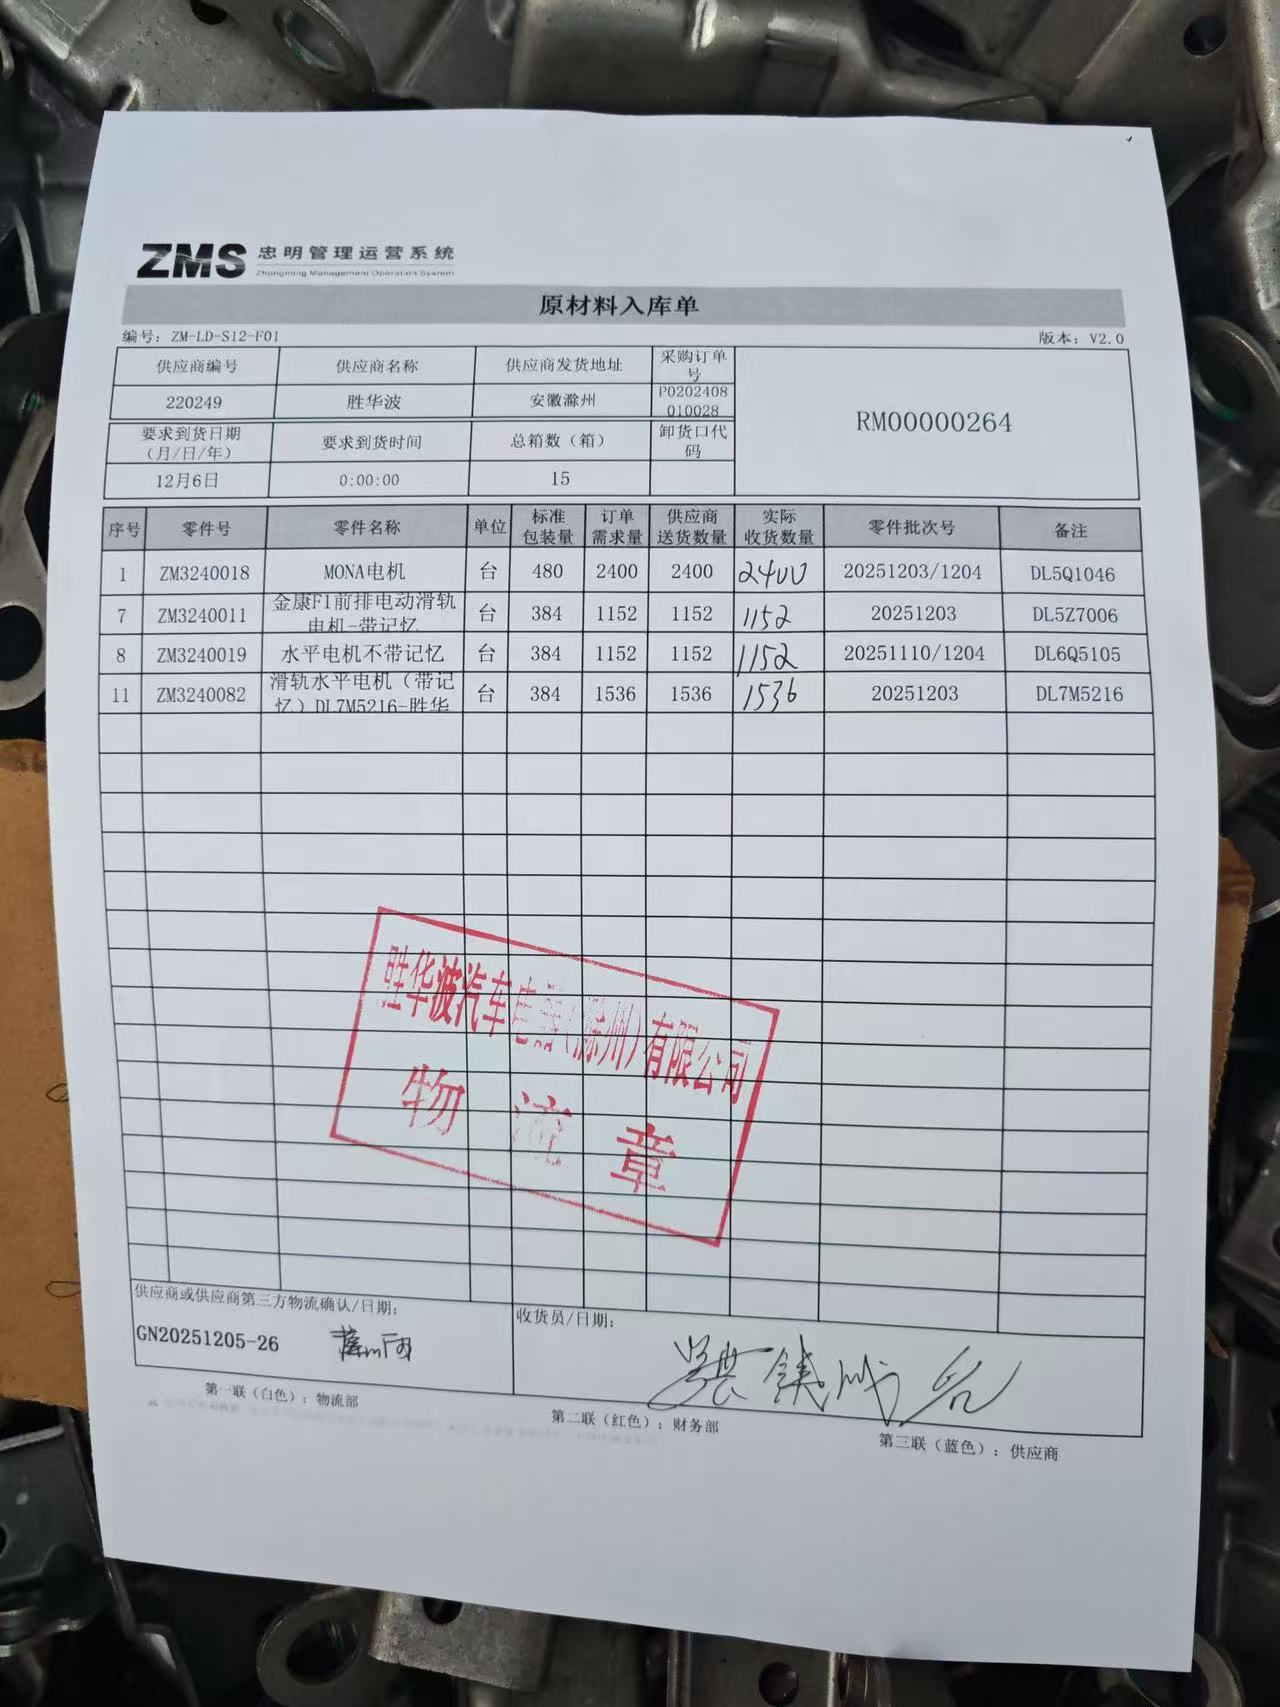 ZMS 忠明管理运营系统
Zhongming Management Operation System
原材料入库单
编号: ZM-LD-S12-F01 版本: V2.0
供应商编号 供应商名称 供应商发货地址 采购订单号
220249 胜华波 安徽滁州 P0202408010028 RM00000264
要求到货日期（月/日/年） 要求到货时间 总箱数（箱） 卸货口代码
12月6日 0:00:00 15
序号 零件号 零件名称 单位 标准包装量 订单需求量 供应商送货数量 实际收货数量 零件批次号 备注
1 ZM3240018 MONA电机 台 480 2400 2400 2400 20251203/1204 DL5Q1046
7 ZM3240011 金康F1前排电动滑轨电机-带记忆 台 384 1152 1152 1152 20251203 DL5Z7006
8 ZM3240019 水平电机不带记忆 台 384 1152 1152 1152 20251110/1204 DL6Q5105
11 ZM3240082 滑轨水平电机（带记忆）DL7M5216-胜华 台 384 1536 1536 1536 20251203 DL7M5216
胜华波汽车电器(滁州)有限公司
物流章
供应商或供应商第三方物流确认/日期: 收货员/日期:
GN20251205-26
第一联（白色）: 物流部 第二联（红色）: 财务部 第三联（蓝色）: 供应商